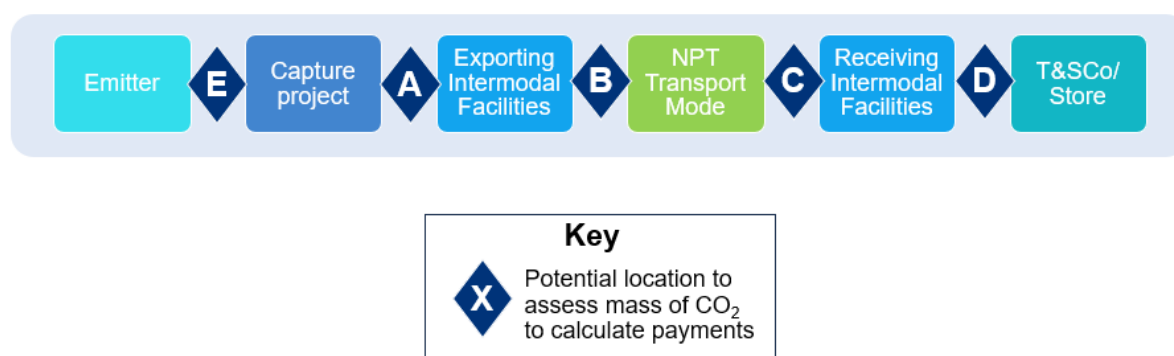 Emitter
E
Capture
project
A
Exporting
Intermodal
Facilities
B
NPT
Transport
Mode
C
Receiving
Intermodal
Facilities
D
T&SCo/
Store
Key
X
Potential location to
assess mass of CO₂
to calculate payments